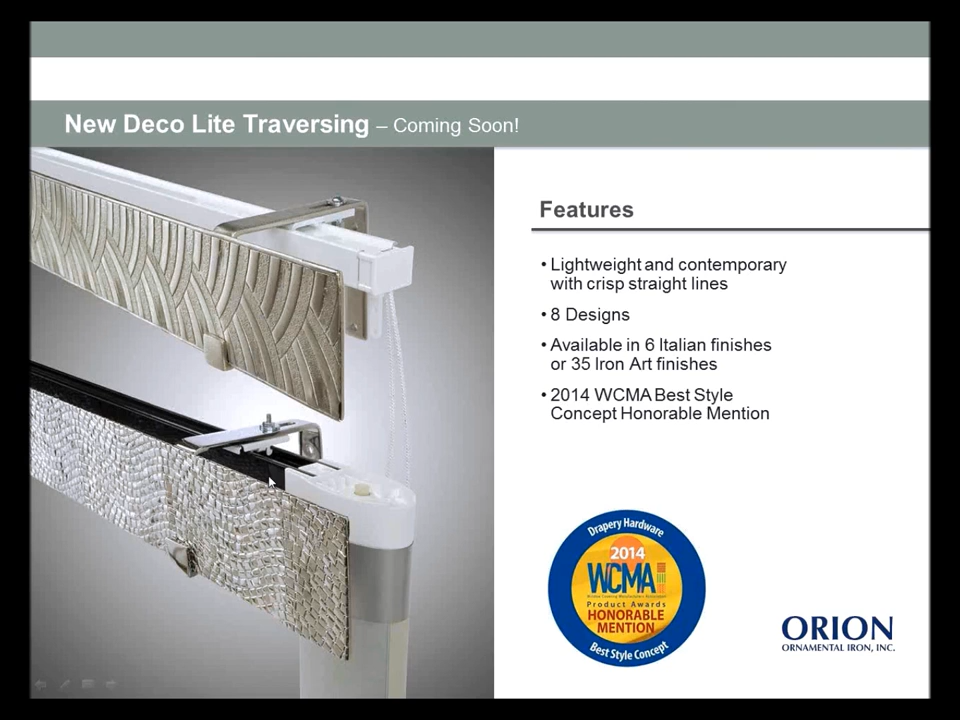 New Deco Lite Traversing – Coming Soon!
Features
• Lightweight and contemporary
with crisp straight lines
• 8 Designs
• Available in 6 Italian finishes
or 35 Iron Art finishes
• 2014 WCMA Best Style
Concept Honorable Mention
Drapery Hardware
2014
WCMA
Product Awards
HONORABLE
MENTION
Best Style Concept
ORION
ORNAMENTAL IRON, INC.